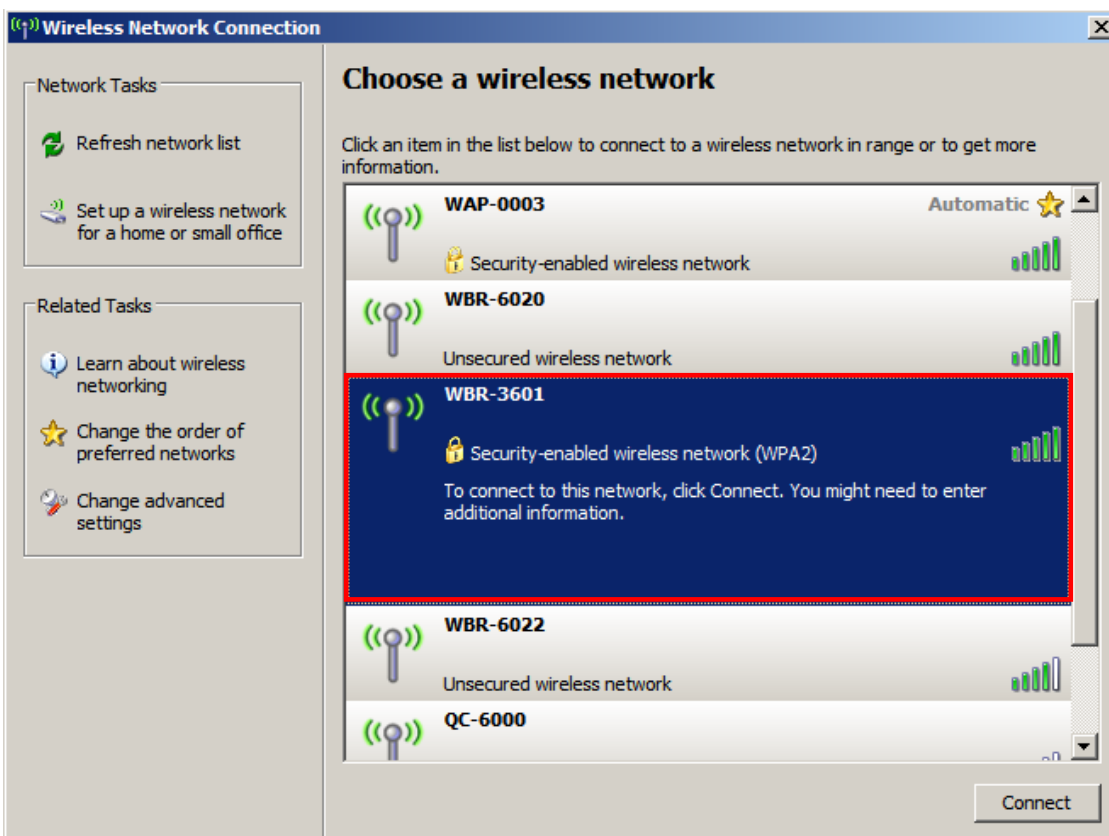 Wireless Network Connection
Network Tasks
Refresh network list
Set up a wireless network
for a home or small office
Related Tasks
Learn about wireless
networking
Change the order of
preferred networks
Change advanced
settings
Choose a wireless network
Click an item in the list below to connect to a wireless network in range or to get more
information.
WAP-0003 Automatic
Security-enabled wireless network
WBR-6020
Unsecured wireless network
WBR-3601
Security-enabled wireless network (WPA2)
To connect to this network, click Connect. You might need to enter
additional information.
WBR-6022
Unsecured wireless network
QC-6000
Connect